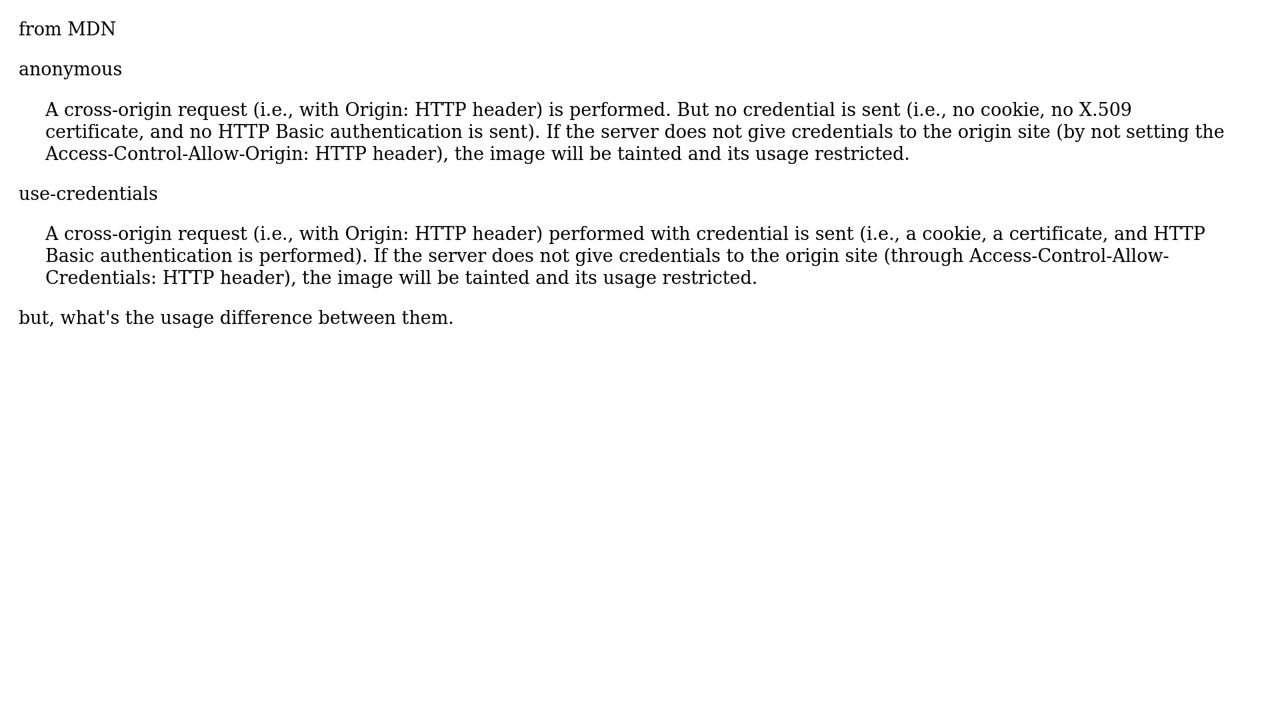 from MDN
anonymous
A cross-origin request (i.e., with Origin: HTTP header) is performed. But no credential is sent (i.e., no cookie, no X.509
certificate, and no HTTP Basic authentication is sent). If the server does not give credentials to the origin site (by not setting the
Access-Control-Allow-Origin: HTTP header), the image will be tainted and its usage restricted.
use-credentials
A cross-origin request (i.e., with Origin: HTTP header) performed with credential is sent (i.e., a cookie, a certificate, and HTTP
Basic authentication is performed). If the server does not give credentials to the origin site (through Access-Control-Allow-
Credentials: HTTP header), the image will be tainted and its usage restricted.
but, what's the usage difference between them.